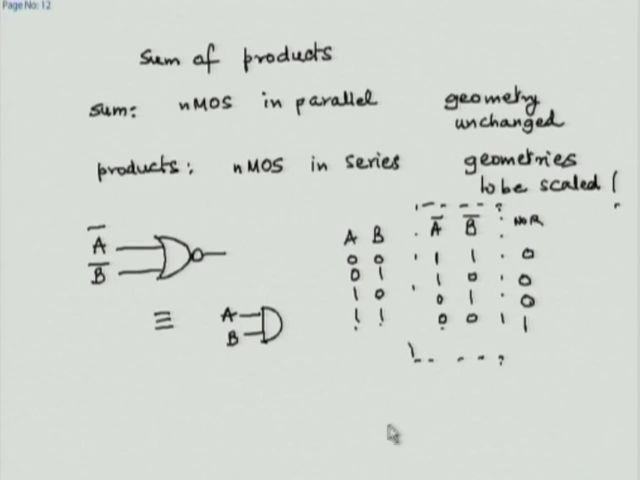 Page No: 12
Sum of products
sum: nMOS in parallel geometry unchanged
products: nMOS in series geometries to be scaled !
A̅
B̅
≡ A
B
A B A̅ B̅ NOR
0 0 1 1 0
0 1 1 0 0
1 0 0 1 0
1 1 0 0 1